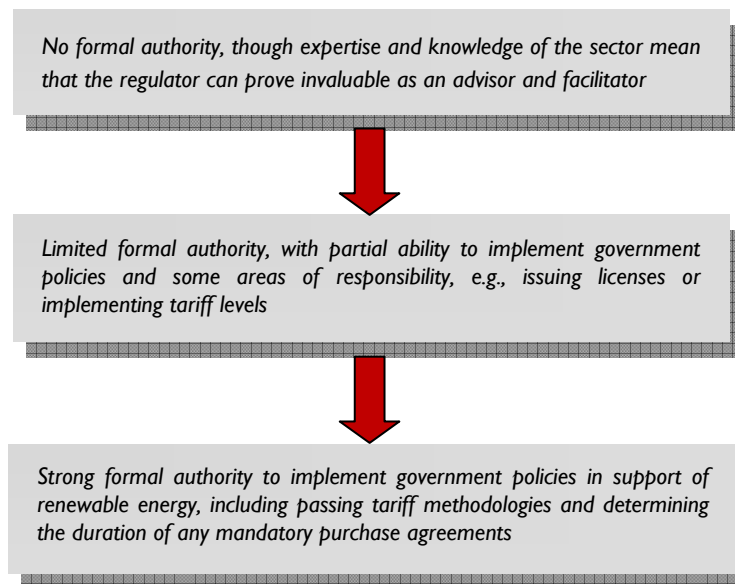 No formal authority, though expertise and knowledge of the sector mean
that the regulator can prove invaluable as an advisor and facilitator
Limited formal authority, with partial ability to implement government
policies and some areas of responsibility, e.g., issuing licenses or
implementing tariff levels
Strong formal authority to implement government policies in support of
renewable energy, including passing tariff methodologies and determining
the duration of any mandatory purchase agreements